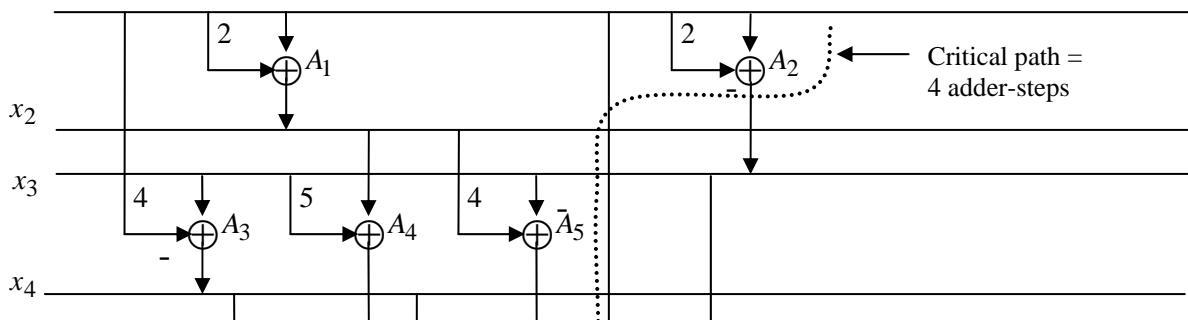 2 A1 2 A2 Critical path =
- 4 adder-steps
x2
x3
4 A3 5 A4 4 - A5
-
x4